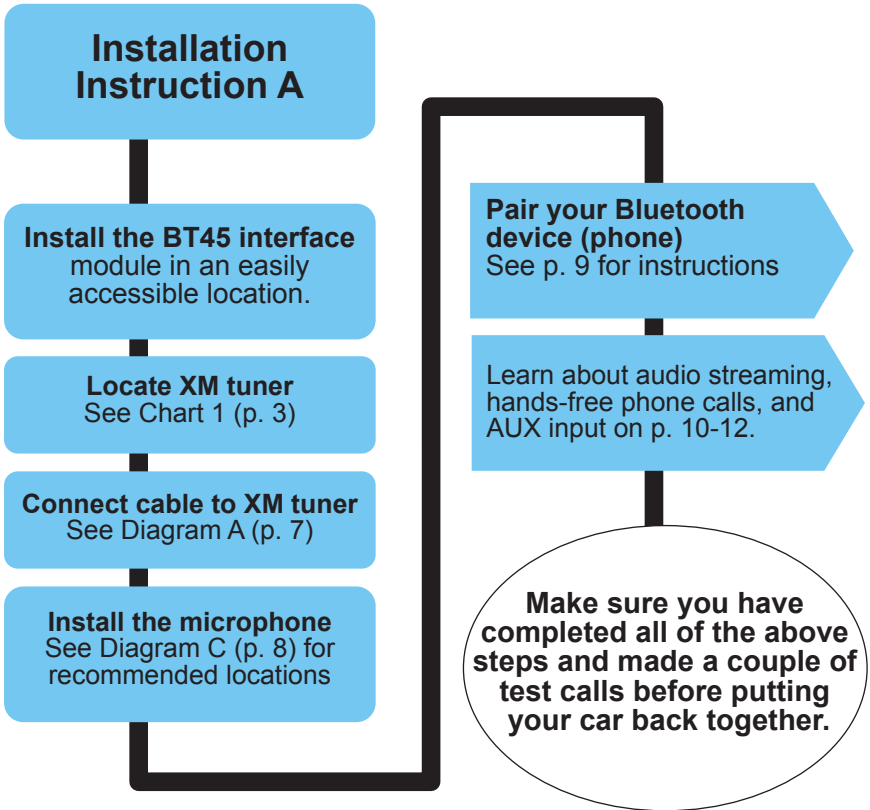 Installation
Instruction A
Install the BT45 interface
module in an easily
accessible location.
Locate XM tuner
See Chart 1 (p. 3)
Connect cable to XM tuner
See Diagram A (p. 7)
Install the microphone
See Diagram C (p. 8) for
recommended locations
Pair your Bluetooth
device (phone)
See p. 9 for instructions
Learn about audio streaming,
hands-free phone calls, and
AUX input on p. 10-12.
Make sure you have
completed all of the above
steps and made a couple of
test calls before putting
your car back together.